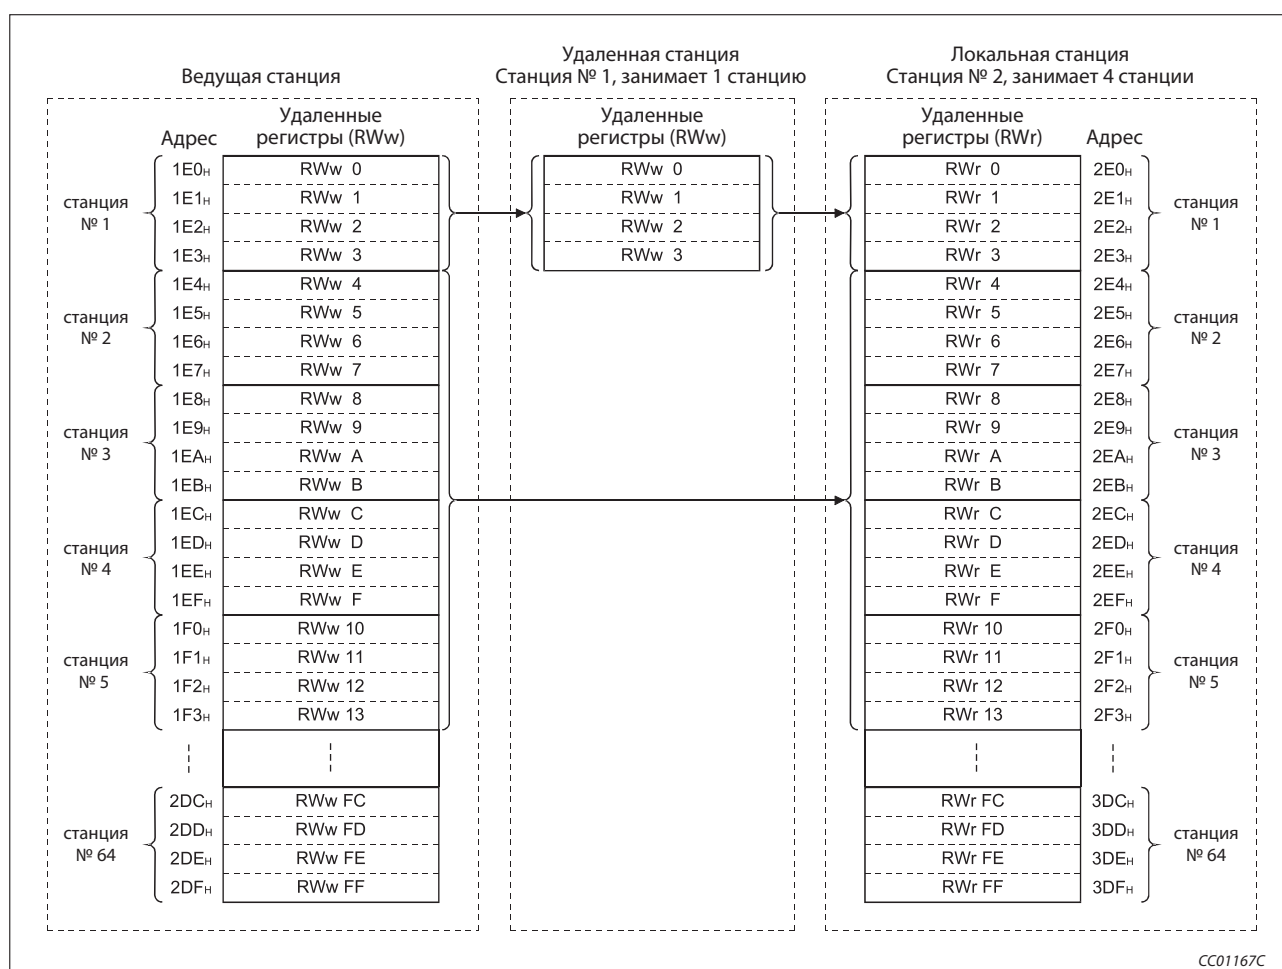 Ведущая станция
Удаленная станция
Станция № 1, занимает 1 станцию
Локальная станция
Станция № 2, занимает 4 станции
Адрес
Удаленные
регистры (RWw)
Удаленные
регистры (RWw)
Удаленные
регистры (RWr)
Адрес
1E0H RWw 0 RWw 0 RWr 0 2E0H
1E1H RWw 1 RWw 1 RWr 1 2E1H
станция
№ 1
станция
№ 1
1E2H RWw 2 RWw 2 RWr 2 2E2H
1E3H RWw 3 RWw 3 RWr 3 2E3H
1E4H RWw 4 RWr 4 2E4H
1E5H RWw 5 RWr 5 2E5H
станция
№ 2
станция
№ 2
1E6H RWw 6 RWr 6 2E6H
1E7H RWw 7 RWr 7 2E7H
1E8H RWw 8 RWr 8 2E8H
1E9H RWw 9 RWr 9 2E9H
станция
№ 3
станция
№ 3
1EAH RWw A RWr A 2EAH
1EBH RWw B RWr B 2EBH
1ECH RWw C RWr C 2ECH
1EDH RWw D RWr D 2EDH
станция
№ 4
станция
№ 4
1EEH RWw E RWr E 2EEH
1EFH RWw F RWr F 2EFH
1F0H RWw 10 RWr 10 2F0H
1F1H RWw 11 RWr 11 2F1H
станция
№ 5
станция
№ 5
1F2H RWw 12 RWr 12 2F2H
1F3H RWw 13 RWr 13 2F3H
2DCH RWw FC RWr FC 3DCH
2DDH RWw FD RWr FD 3DDH
станция
№ 64
станция
№ 64
2DEH RWw FE RWr FE 3DEH
2DFH RWw FF RWr FF 3DFH
CC01167C